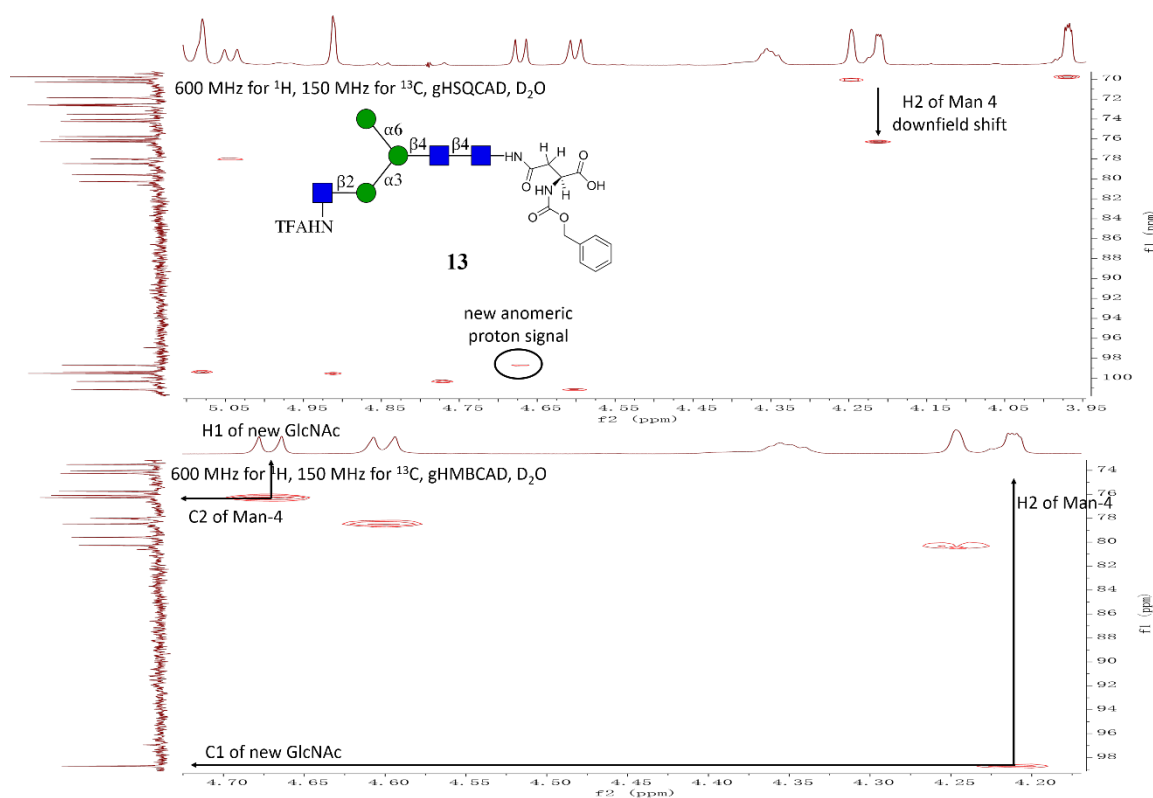 600 MHz for ¹H, 150 MHz for ¹³C, gHSQCAD, D₂O
H2 of Man 4
downfield shift
α6
β4
β4
β2
α3
TFAHN
HN
H
H
O
O
OH
NH
H
O
O
13
new anomeric
proton signal
70
72
74
76
78
80
82
84
86
88
90
92
94
96
98
100
f1 (ppm)
5.05
4.95
4.85
4.75
4.65
4.55
4.45
4.35
4.25
4.15
4.05
3.95
f2 (ppm)
H1 of new GlcNAc
600 MHz for ¹H, 150 MHz for ¹³C, gHMBCAD, D₂O
C2 of Man-4
H2 of Man-4
C1 of new GlcNAc
74
76
78
80
82
84
86
88
90
92
94
96
98
f1 (ppm)
4.70
4.65
4.60
4.55
4.50
4.45
4.40
4.35
4.30
4.25
4.20
f2 (ppm)